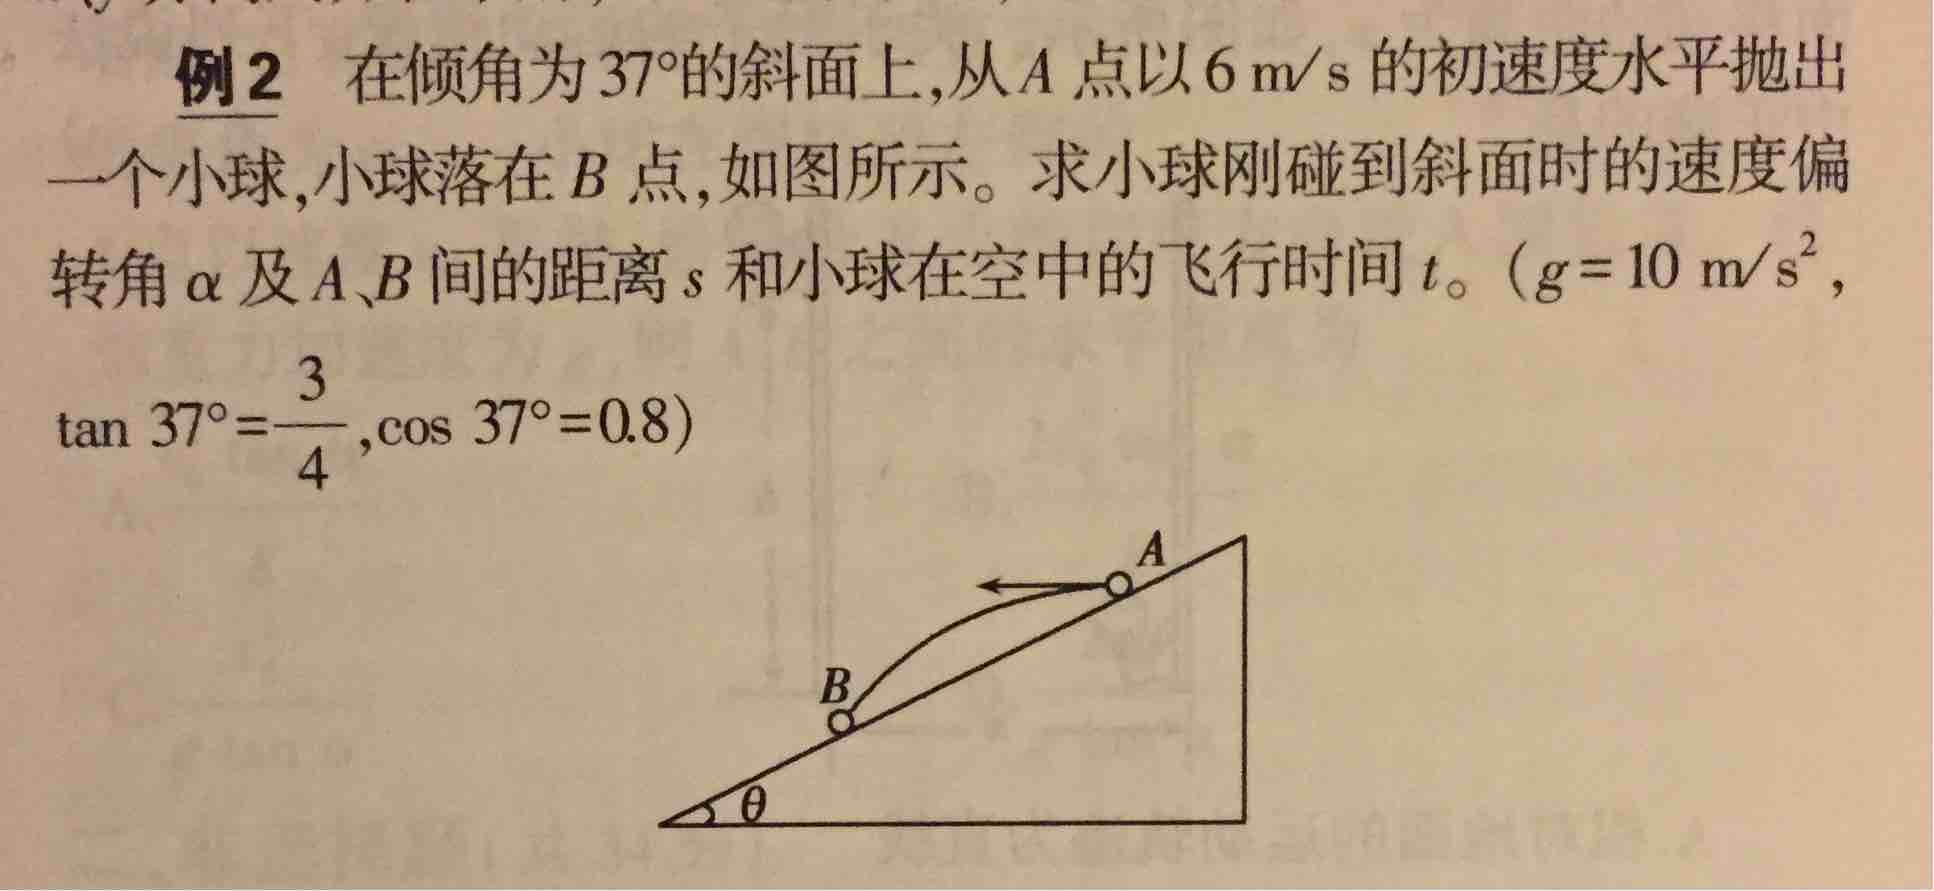 例2 在倾角为37°的斜面上,从A点以6 m/s的初速度水平抛出
一个小球,小球落在B点,如图所示。求小球刚碰到斜面时的速度偏
转角α及A、B间的距离s和小球在空中的飞行时间t。(g=10 m/s²,
tan 37°=3/4,cos 37°=0.8)
A
B
θ